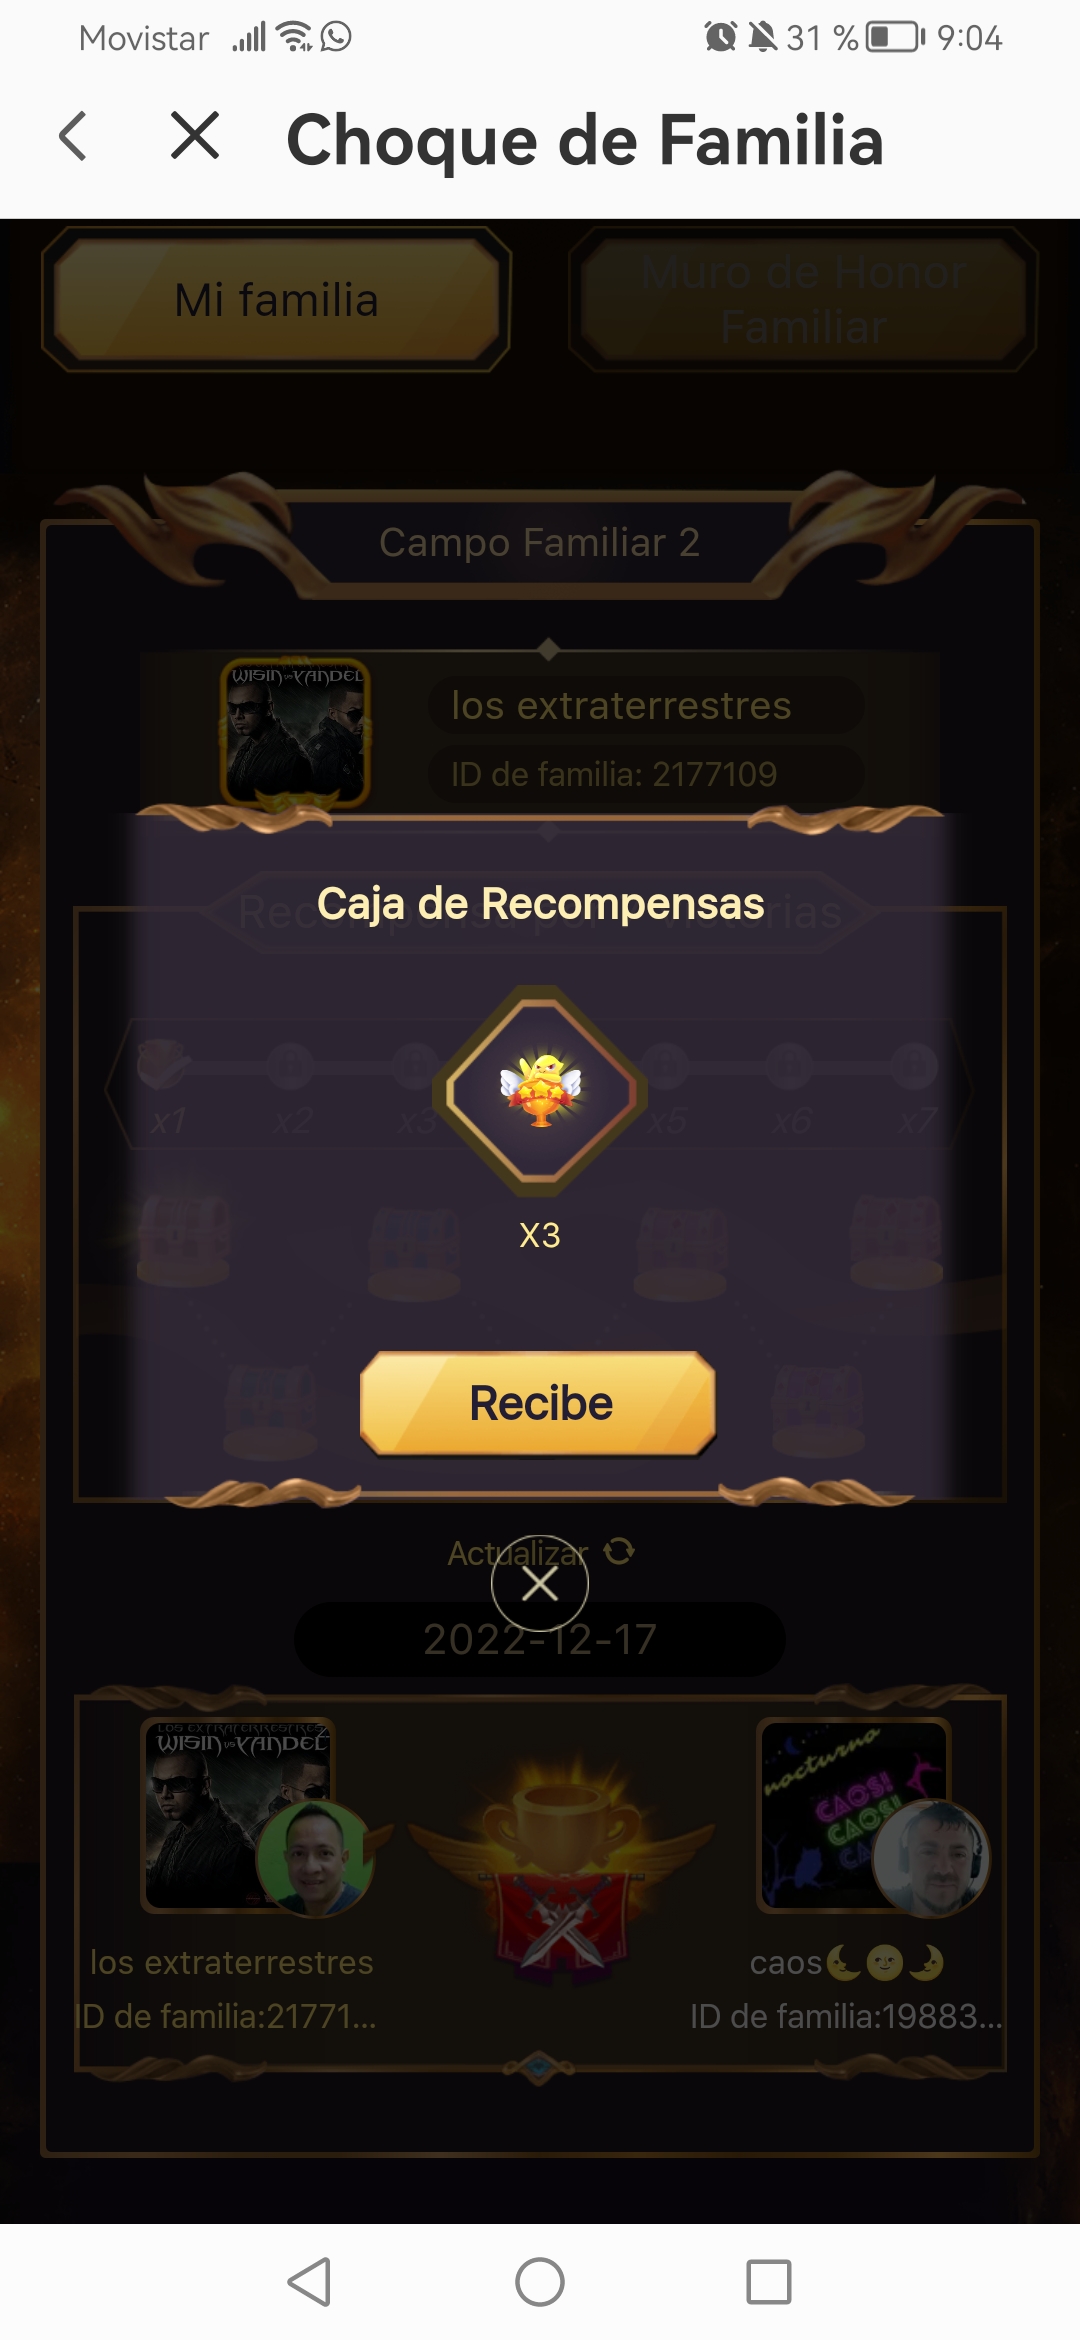 Movistar 31 % 9:04
Choque de Familia
Mi familia
Muro de Honor
Familiar
Campo Familiar 2
WISIN vs YANDEL
los extraterrestres
ID de familia: 2177109
Caja de Recompensas
x1 x2 x3 x5 x6 x7
X3
Recibe
Actualizar
2022-12-17
LOS EXTRATERRESTRES
WISIN vs YANDEL
nocturno
CAOS!
CAOS!
los extraterrestres
caos🌜🌝🌛
ID de familia:21771...
ID de familia:19883...